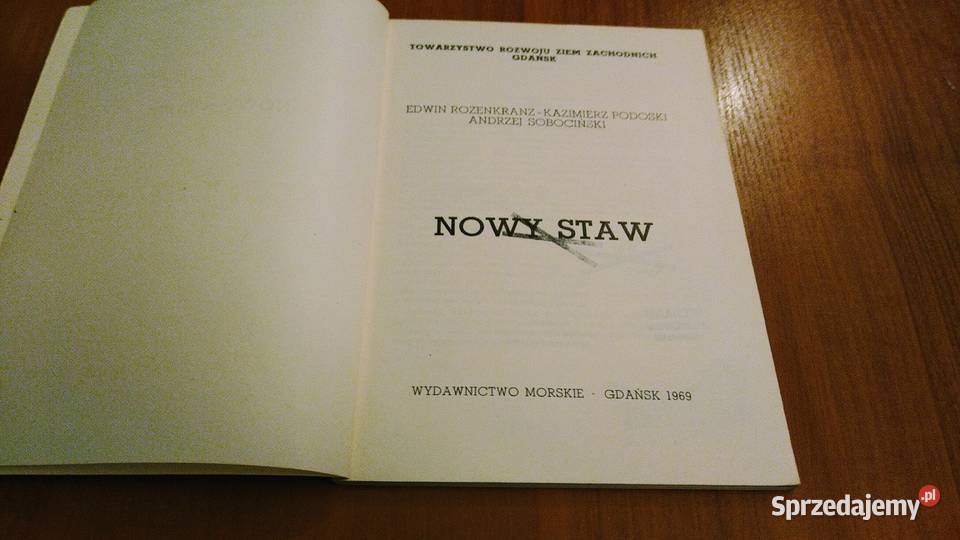 TOWARZYSTWO ROZWOJU ZIEM ZACHODNICH
GDAŃSK
EDWIN ROZENKRANZ - KAZIMIERZ PODOSKI
ANDRZEJ SOBOCIŃSKI
NOWY STAW
WYDAWNICTWO MORSKIE · GDAŃSK 1969
Sprzedajemy.pl